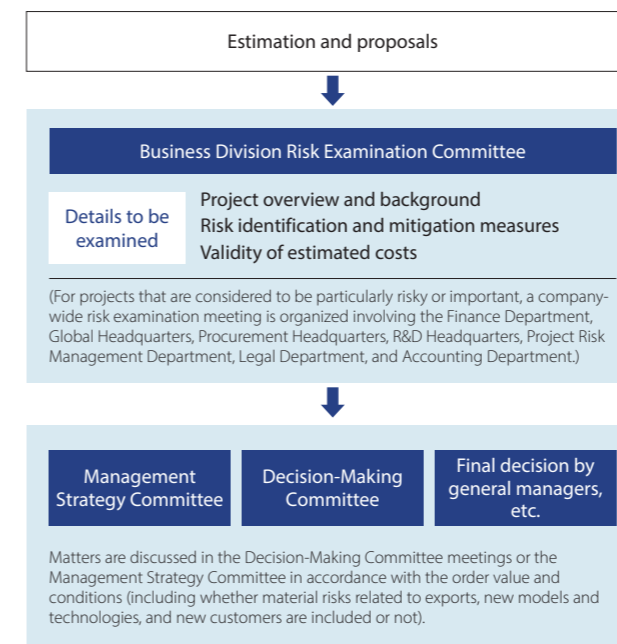 Estimation and proposals
Business Division Risk Examination Committee
Details to be
examined
Project overview and background
Risk identification and mitigation measures
Validity of estimated costs
(For projects that are considered to be particularly risky or important, a company-
wide risk examination meeting is organized involving the Finance Department,
Global Headquarters, Procurement Headquarters, R&D Headquarters, Project Risk
Management Department, Legal Department, and Accounting Department.)
Management
Strategy Committee
Decision-Making
Committee
Final decision by
general managers,
etc.
Matters are discussed in the Decision-Making Committee meetings or the
Management Strategy Committee in accordance with the order value and
conditions (including whether material risks related to exports, new models and
technologies, and new customers are included or not).